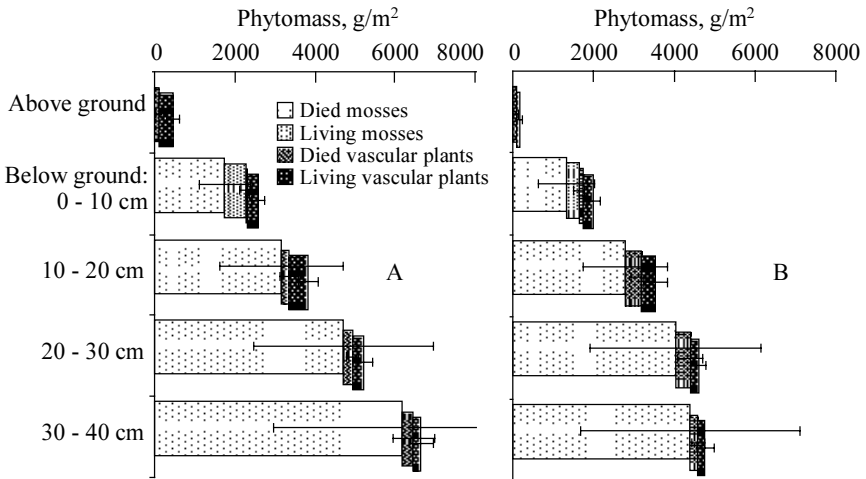 Phytomass, g/m²
0 2000 4000 6000 8000
Above ground
Below ground:
0 - 10 cm
10 - 20 cm
20 - 30 cm
30 - 40 cm
Died mosses
Living mosses
Died vascular plants
Living vascular plants
A
Phytomass, g/m²
0 2000 4000 6000 8000
B